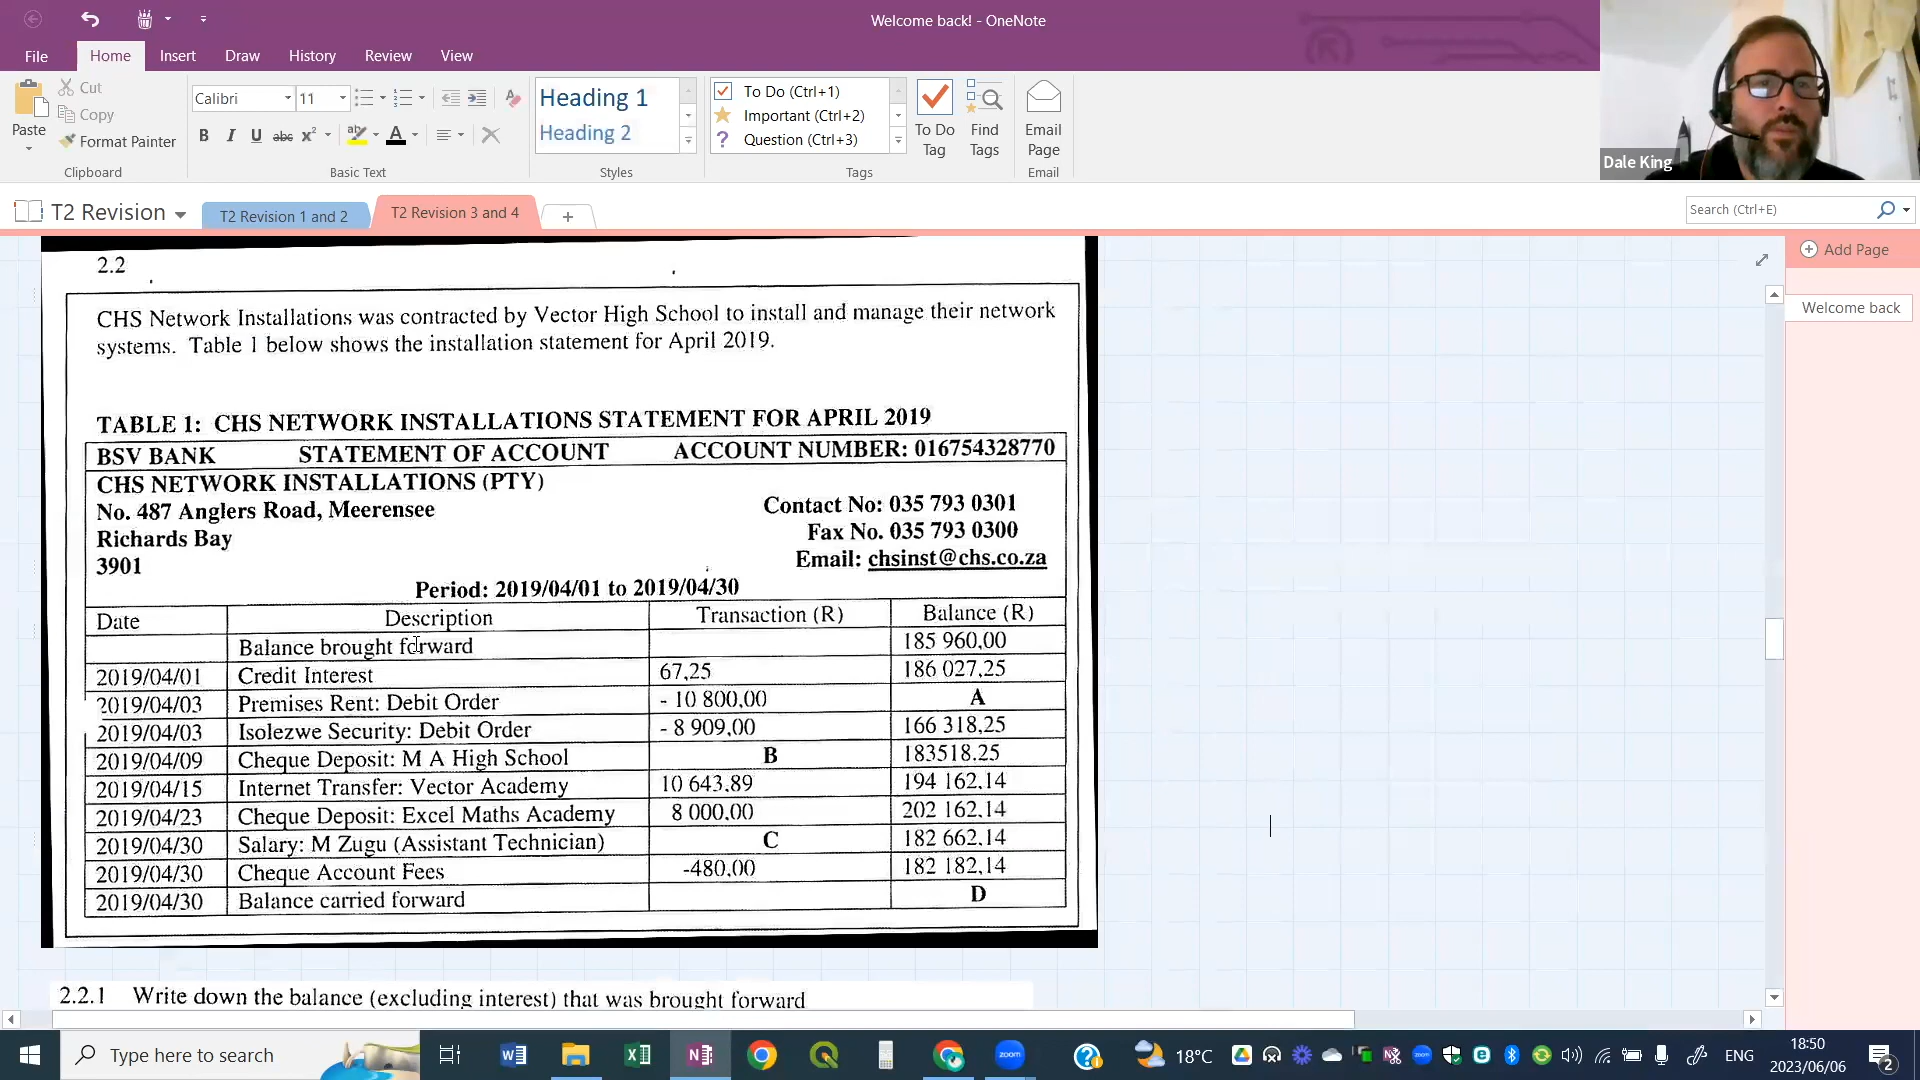 Welcome back! - OneNote
File
Home
Insert
Draw
History
Review
View
Paste
Cut
Copy
Format Painter
Clipboard
Calibri
11
B I U abc x²
A
Basic Text
Heading 1
Heading 2
Styles
To Do (Ctrl+1)
Important (Ctrl+2)
? Question (Ctrl+3)
Tags
To Do
Tag
Find
Tags
Email
Page
Email
Dale King
T2 Revision
T2 Revision 1 and 2
T2 Revision 3 and 4
+
Search (Ctrl+E)
Add Page
Welcome back
2.2
CHS Network Installations was contracted by Vector High School to install and manage their network
systems. Table 1 below shows the installation statement for April 2019.
TABLE 1: CHS NETWORK INSTALLATIONS STATEMENT FOR APRIL 2019
BSV BANK STATEMENT OF ACCOUNT ACCOUNT NUMBER: 016754328770
CHS NETWORK INSTALLATIONS (PTY)
No. 487 Anglers Road, Meerensee
Richards Bay
3901
Contact No: 035 793 0301
Fax No. 035 793 0300
Email: chsinst@chs.co.za
Period: 2019/04/01 to 2019/04/30
Date Description Transaction (R) Balance (R)
Balance brought forward 185 960,00
2019/04/01 Credit Interest 67,25 186 027,25
2019/04/03 Premises Rent: Debit Order - 10 800,00 A
2019/04/03 Isolezwe Security: Debit Order - 8 909,00 166 318,25
2019/04/09 Cheque Deposit: M A High School B 183518.25
2019/04/15 Internet Transfer: Vector Academy 10 643,89 194 162,14
2019/04/23 Cheque Deposit: Excel Maths Academy 8 000,00 202 162,14
2019/04/30 Salary: M Zugu (Assistant Technician) C 182 662,14
2019/04/30 Cheque Account Fees -480,00 182 182,14
2019/04/30 Balance carried forward D
2.2.1 Write down the balance (excluding interest) that was brought forward
Type here to search
zoom
18°C
ENG
18:50
2023/06/06
2